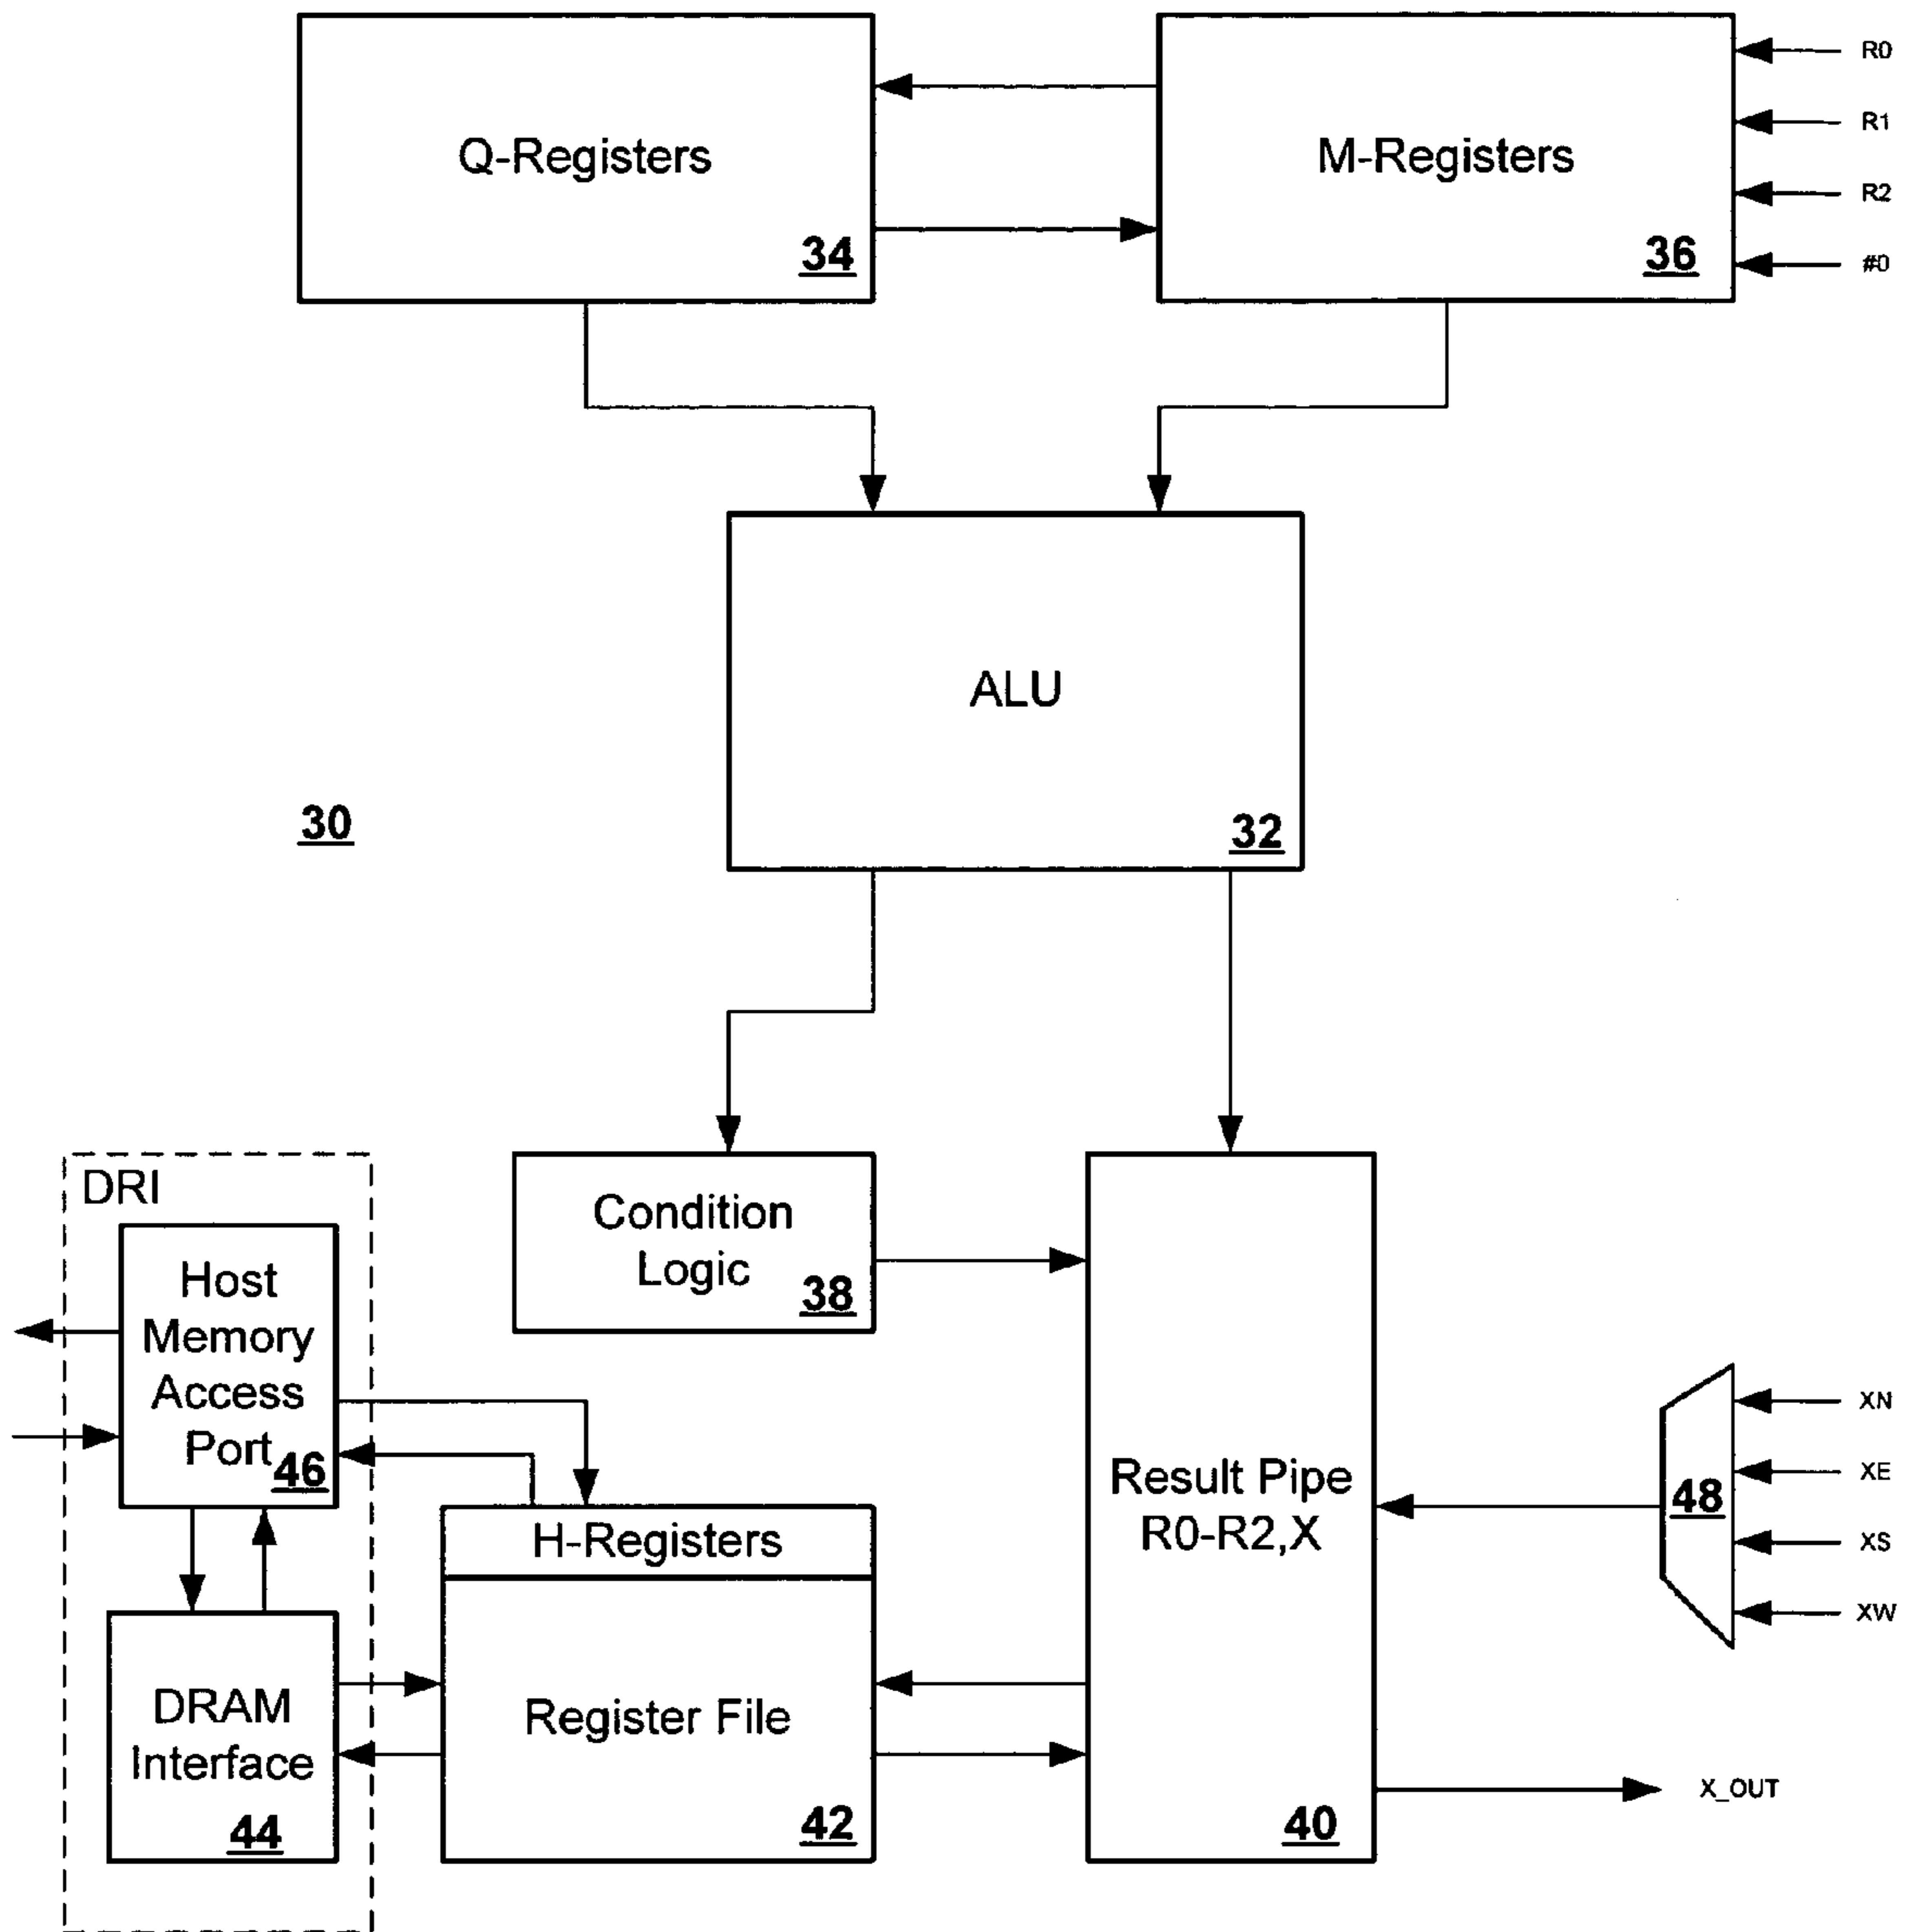 Q-Registers
34
M-Registers
36
R0
R1
R2
#0
ALU
32
30
DRI
Host
Memory
Access
Port
46
Condition
Logic
38
H-Registers
Register File
42
DRAM
Interface
44
Result Pipe
R0-R2,X
40
48
XN
XE
XS
XW
X_OUT